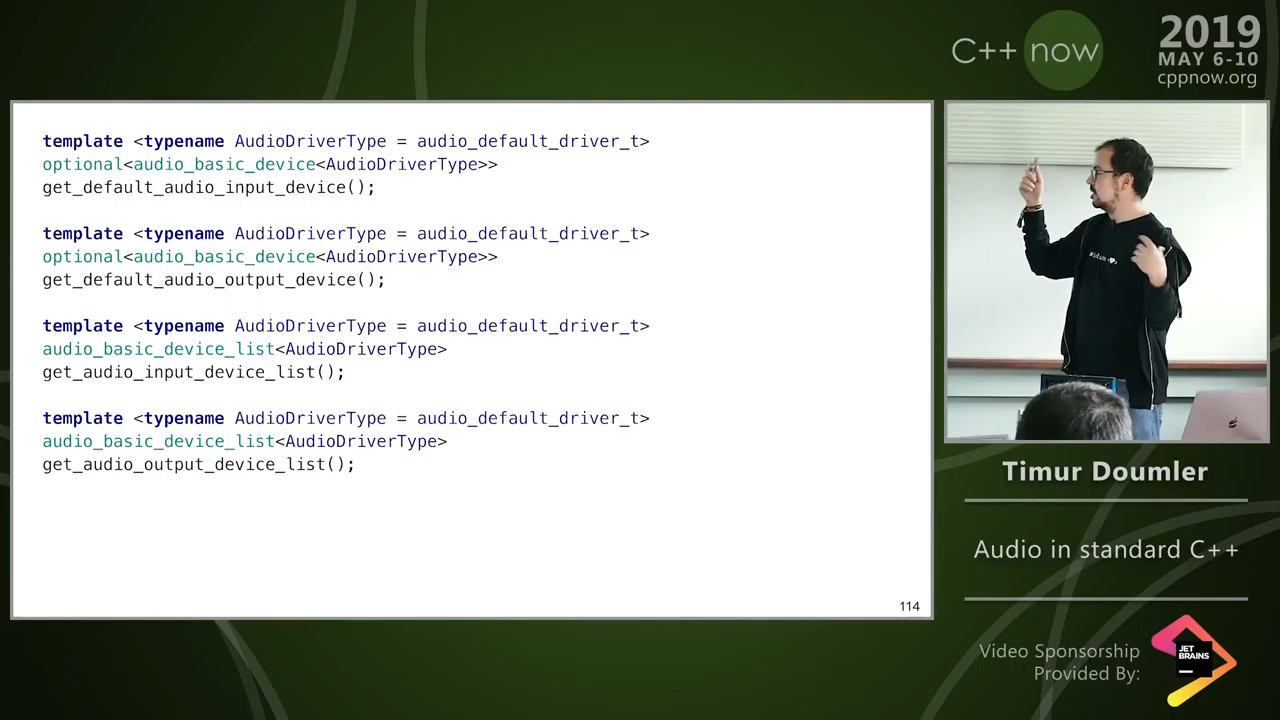 C++ now
2019
MAY 6-10
cppnow.org
template <typename AudioDriverType = audio_default_driver_t>
optional<audio_basic_device<AudioDriverType>>
get_default_audio_input_device();
template <typename AudioDriverType = audio_default_driver_t>
optional<audio_basic_device<AudioDriverType>>
get_default_audio_output_device();
template <typename AudioDriverType = audio_default_driver_t>
audio_basic_device_list<AudioDriverType>
get_audio_input_device_list();
template <typename AudioDriverType = audio_default_driver_t>
audio_basic_device_list<AudioDriverType>
get_audio_output_device_list();
114
Timur Doumler
Audio in standard C++
Video Sponsorship
Provided By:
JET
BRAINS